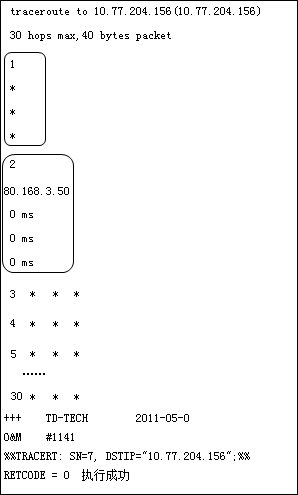 traceroute to 10.77.204.156(10.77.204.156)
30 hops max,40 bytes packet
1
*
*
*
2
80.168.3.50
0 ms
0 ms
0 ms
3 * * *
4 * * *
5 * * *
……
30 * * *
+++ TD-TECH 2011-05-0
O&M #1141
%%TRACERT: SN=7, DSTIP="10.77.204.156";%%
RETCODE = 0 执行成功